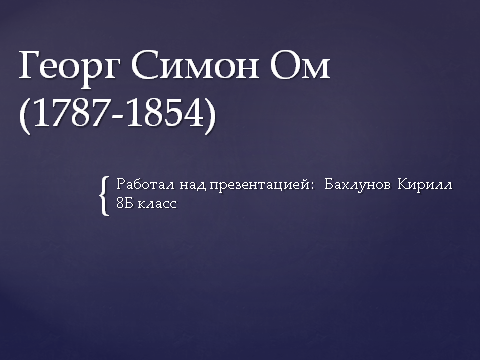 Георг Симон Ом
(1787-1854)
Работал над презентацией: Бахлунов Кирилл
8Б класс